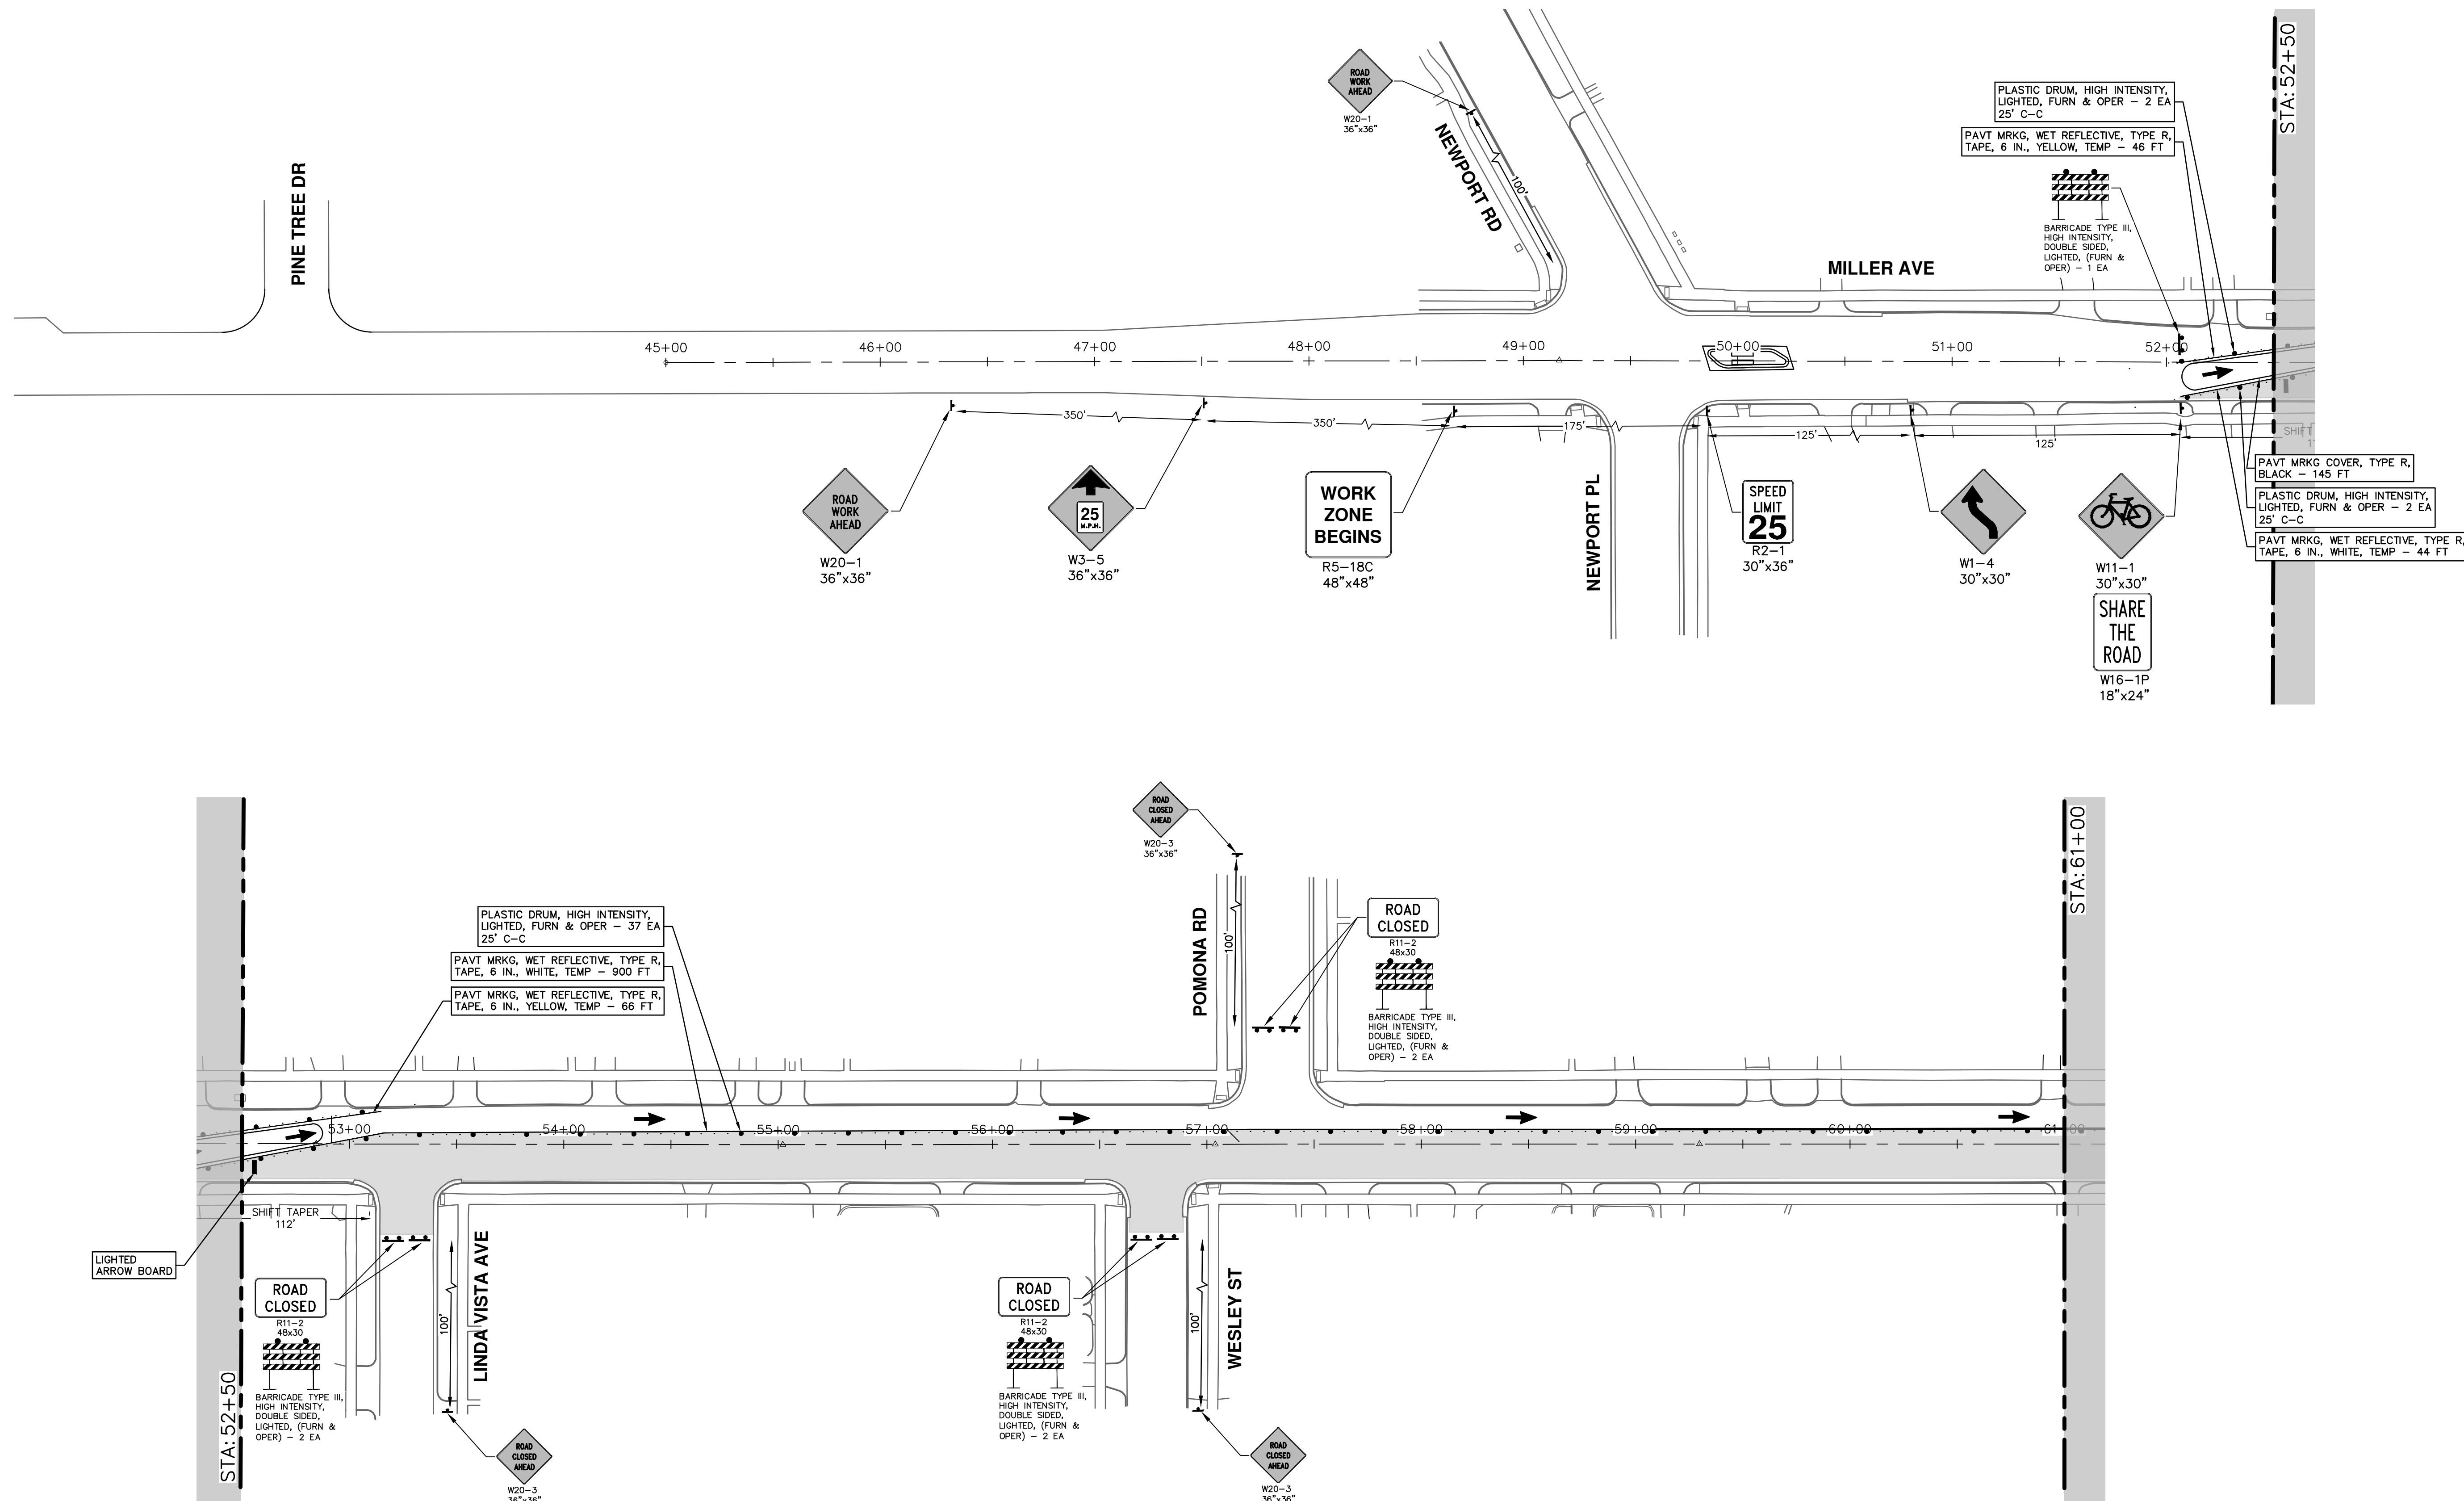 ROAD
WORK
AHEAD
W20-1
36"x36"
NEWPORT RD
100'
PINE TREE DR
MILLER AVE
PLASTIC DRUM, HIGH INTENSITY,
LIGHTED, FURN & OPER - 2 EA
25' C-C
PAVT MRKG, WET REFLECTIVE, TYPE R,
TAPE, 6 IN., YELLOW, TEMP - 46 FT
BARRICADE TYPE III,
HIGH INTENSITY,
DOUBLE SIDED,
LIGHTED, (FURN &
OPER) - 1 EA
STA: 52+50
45+00
46+00
47+00
48+00
49+00
50+00
51+00
52+00
350'
350'
175'
125'
125'
SHIFT
ROAD
WORK
AHEAD
W20-1
36"x36"
25
M.P.H.
W3-5
36"x36"
WORK
ZONE
BEGINS
R5-18C
48"x48"
NEWPORT PL
SPEED
LIMIT
25
R2-1
30"x36"
W1-4
30"x30"
W11-1
30"x30"
SHARE
THE
ROAD
W16-1P
18"x24"
PAVT MRKG COVER, TYPE R,
BLACK - 145 FT
PLASTIC DRUM, HIGH INTENSITY,
LIGHTED, FURN & OPER - 2 EA
25' C-C
PAVT MRKG, WET REFLECTIVE, TYPE R,
TAPE, 6 IN., WHITE, TEMP - 44 FT
PLASTIC DRUM, HIGH INTENSITY,
LIGHTED, FURN & OPER - 37 EA
25' C-C
PAVT MRKG, WET REFLECTIVE, TYPE R,
TAPE, 6 IN., WHITE, TEMP - 900 FT
PAVT MRKG, WET REFLECTIVE, TYPE R,
TAPE, 6 IN., YELLOW, TEMP - 66 FT
ROAD
CLOSED
AHEAD
W20-3
36"x36"
POMONA RD
100'
ROAD
CLOSED
R11-2
48x30
BARRICADE TYPE III,
HIGH INTENSITY,
DOUBLE SIDED,
LIGHTED, (FURN &
OPER) - 2 EA
STA: 61+00
53+00
54+00
55+00
56+00
57+00
58+00
59+00
60+00
61+00
SHIFT TAPER
112'
LIGHTED
ARROW BOARD
STA: 52+50
ROAD
CLOSED
R11-2
48x30
BARRICADE TYPE III,
HIGH INTENSITY,
DOUBLE SIDED,
LIGHTED, (FURN &
OPER) - 2 EA
100'
LINDA VISTA AVE
ROAD
CLOSED
AHEAD
W20-3
36"x36"
ROAD
CLOSED
R11-2
48x30
BARRICADE TYPE III,
HIGH INTENSITY,
DOUBLE SIDED,
LIGHTED, (FURN &
OPER) - 2 EA
100'
WESLEY ST
ROAD
CLOSED
AHEAD
W20-3
36"x36"